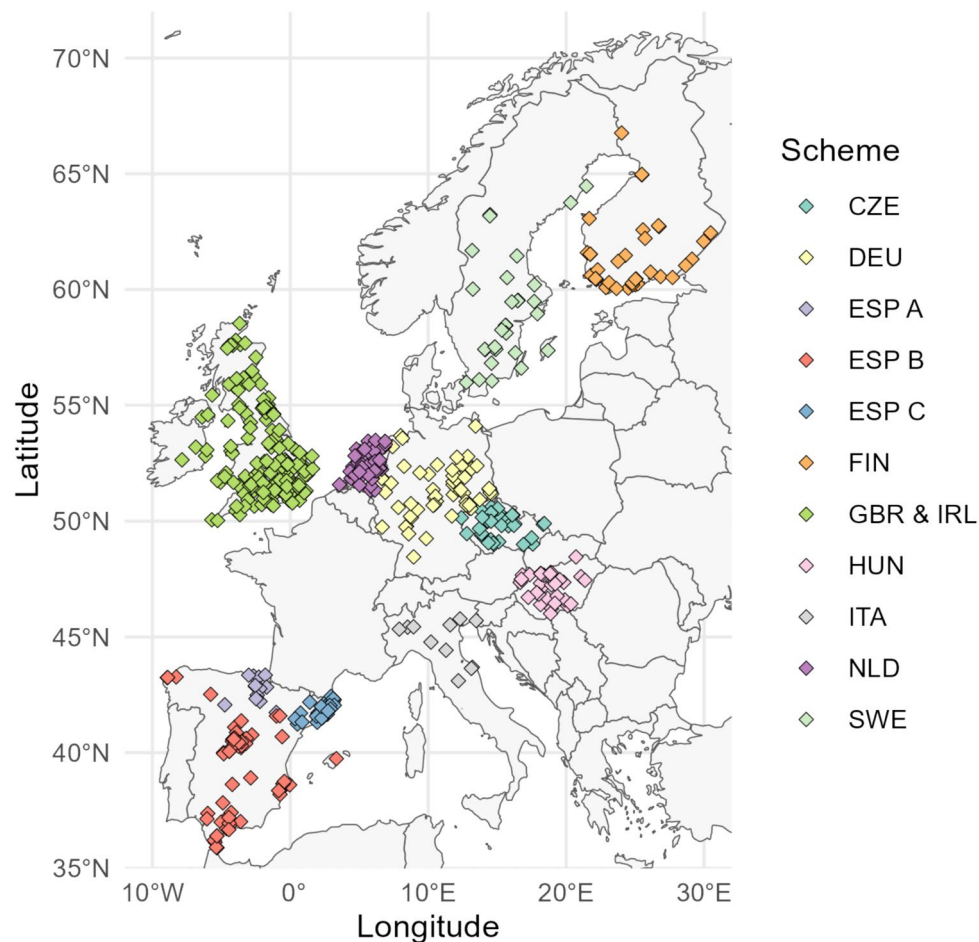 70°N
65°N
60°N
55°N
50°N
45°N
40°N
35°N
Latitude
10°W 0° 10°E 20°E 30°E
Longitude
Scheme
CZE
DEU
ESP A
ESP B
ESP C
FIN
GBR & IRL
HUN
ITA
NLD
SWE